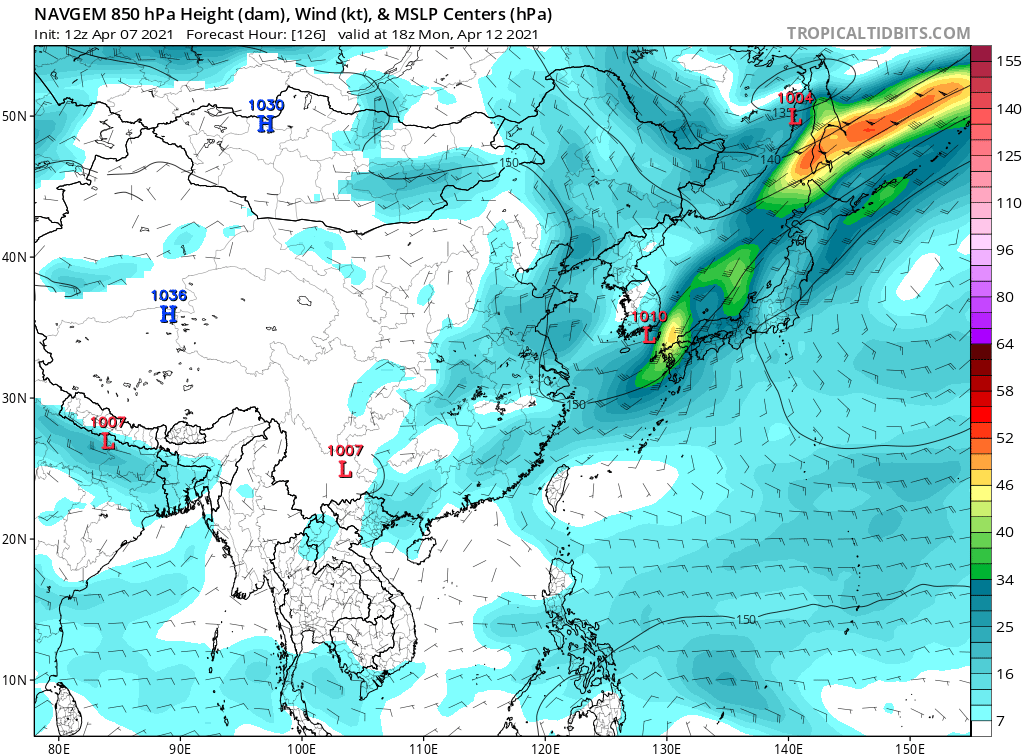 NAVGEM 850 hPa Height (dam), Wind (kt), & MSLP Centers (hPa)
Init: 12z Apr 07 2021 Forecast Hour: [126] valid at 18z Mon, Apr 12 2021
TROPICALTIDBITS.COM
50N
40N
30N
20N
10N
80E
90E
100E
110E
120E
130E
140E
150E
1030
H
1036
H
1007
L
1007
L
1010
L
1004
L
150
140
135
150
150
155
140
125
110
96
80
64
58
52
46
40
34
25
16
7